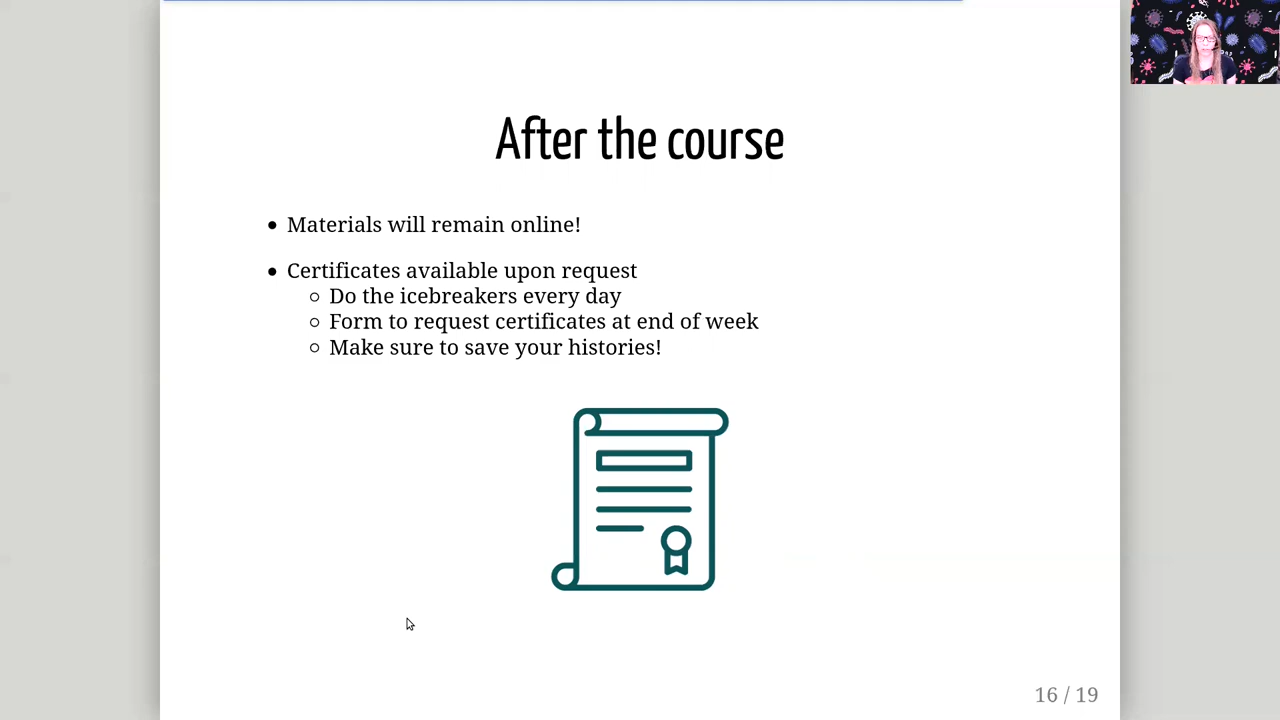 After the course
Materials will remain online!
Certificates available upon request
Do the icebreakers every day
Form to request certificates at end of week
Make sure to save your histories!
16 / 19